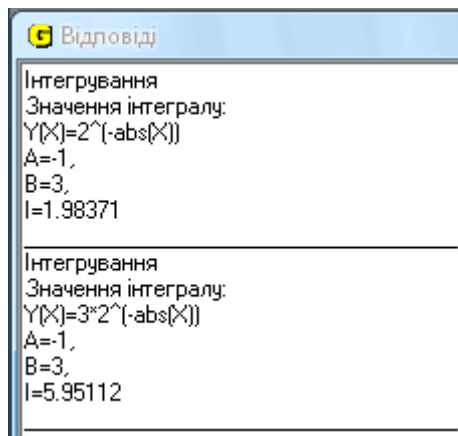 Відповіді
Інтегрування
Значення інтегралу:
Y(X)=2^(-abs(X))
A=-1,
B=3,
I=1.98371
Інтегрування
Значення інтегралу:
Y(X)=3*2^(-abs(X))
A=-1,
B=3,
I=5.95112